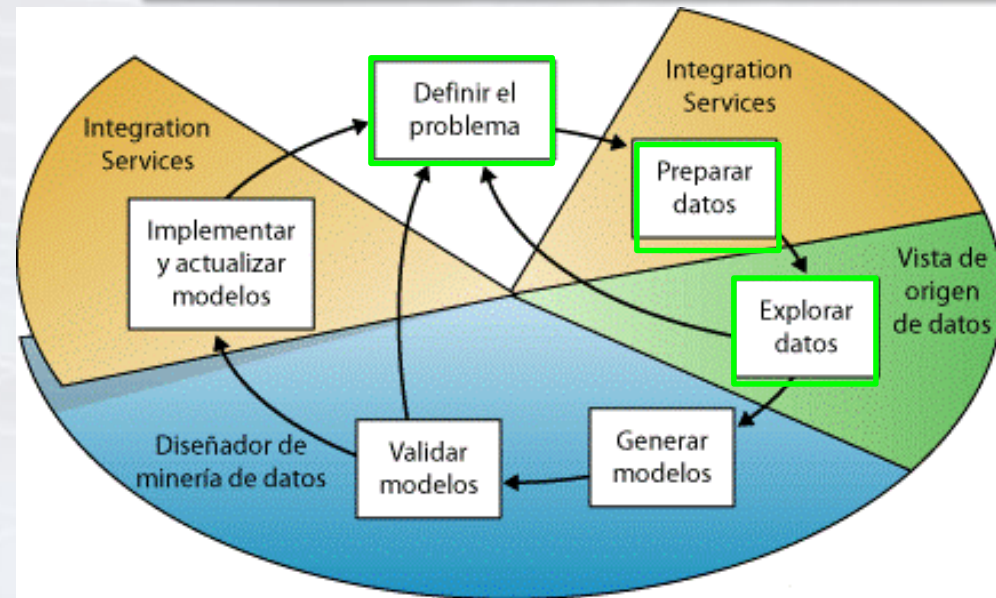 Definir el
problema
Integration
Services
Preparar
datos
Vista de
origen
de datos
Explorar
datos
Generar
modelos
Validar
modelos
Diseñador de
minería de datos
Implementar
y actualizar
modelos
Integration
Services